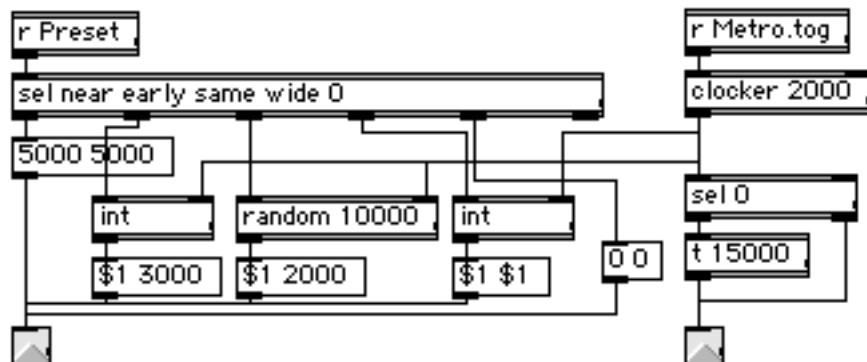 r Preset
r Metro.tog
sel near early same wide 0
clocker 2000
5000 5000
int
random 10000
int
sel 0
$1 3000
$1 2000
$1 $1
0 0
t 15000